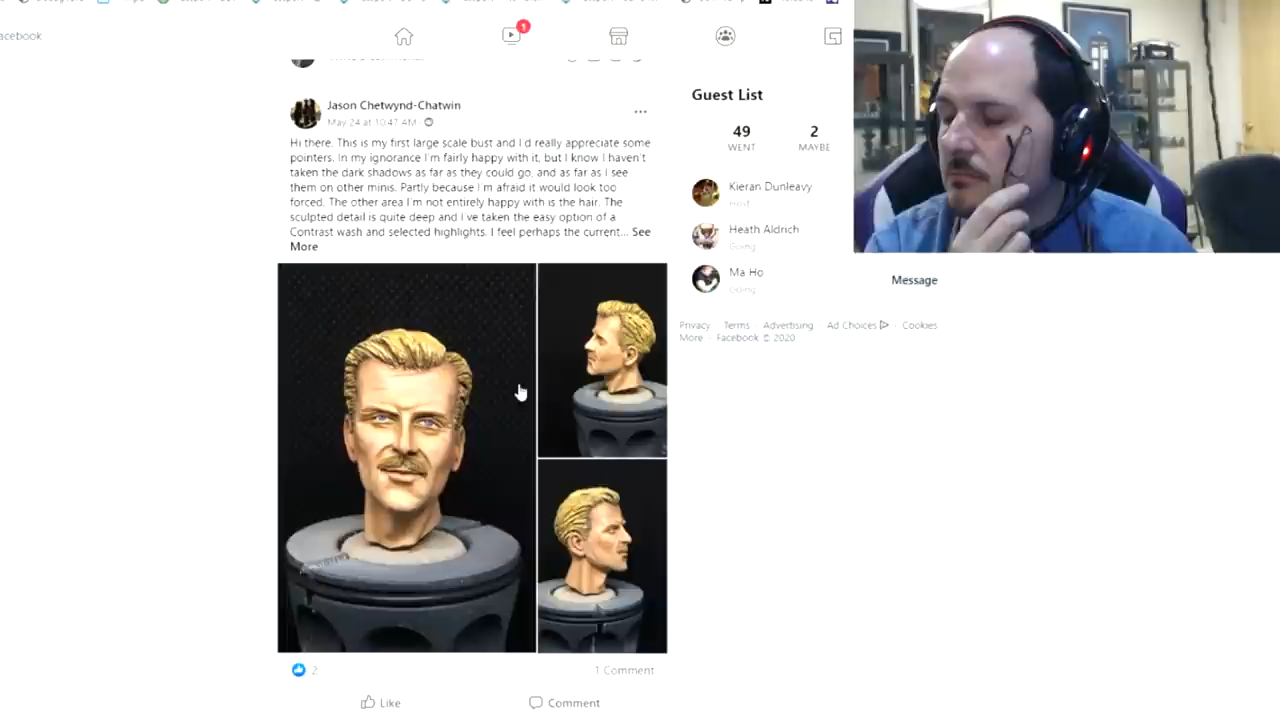 acebook
1
Jason Chetwynd-Chatwin
May 24 at 10:47 AM
Hi there. This is my first large scale bust and I'd really appreciate some
pointers. In my ignorance I'm fairly happy with it, but I know I haven't
taken the dark shadows as far as they could go, and as far as I see
them on other minis. Partly because I'm afraid it would look too
forced. The other area I'm not entirely happy with is the hair. The
sculpted detail is quite deep and I've taken the easy option of a
Contrast wash and selected highlights. I feel perhaps the current... See
More
2
1 Comment
Like
Comment
Guest List
49
2
WENT
MAYBE
Kieran Dunleavy
Host
Heath Aldrich
Going
Ma Ho
Going
Privacy · Terms · Advertising · Ad Choices · Cookies
More · Facebook © 2020
Message